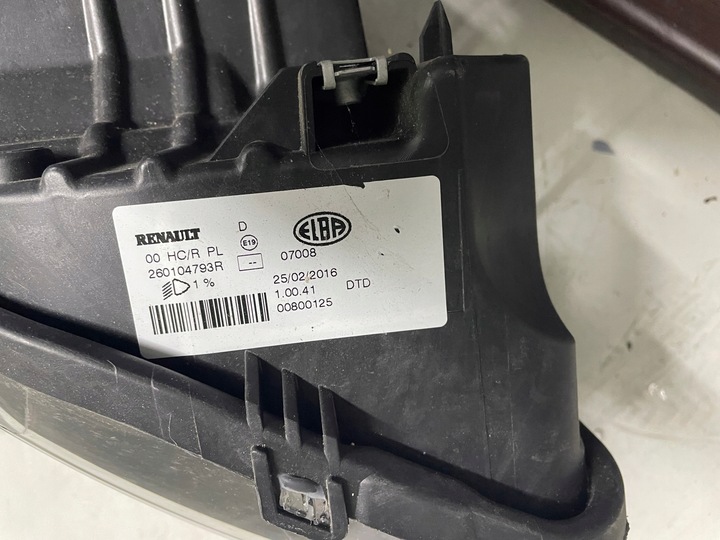 RENAULT D ELBA
00 HC/R PL E19 07008
260104793R -- 25/02/2016
1 % 1.00.41 DTD
00800125